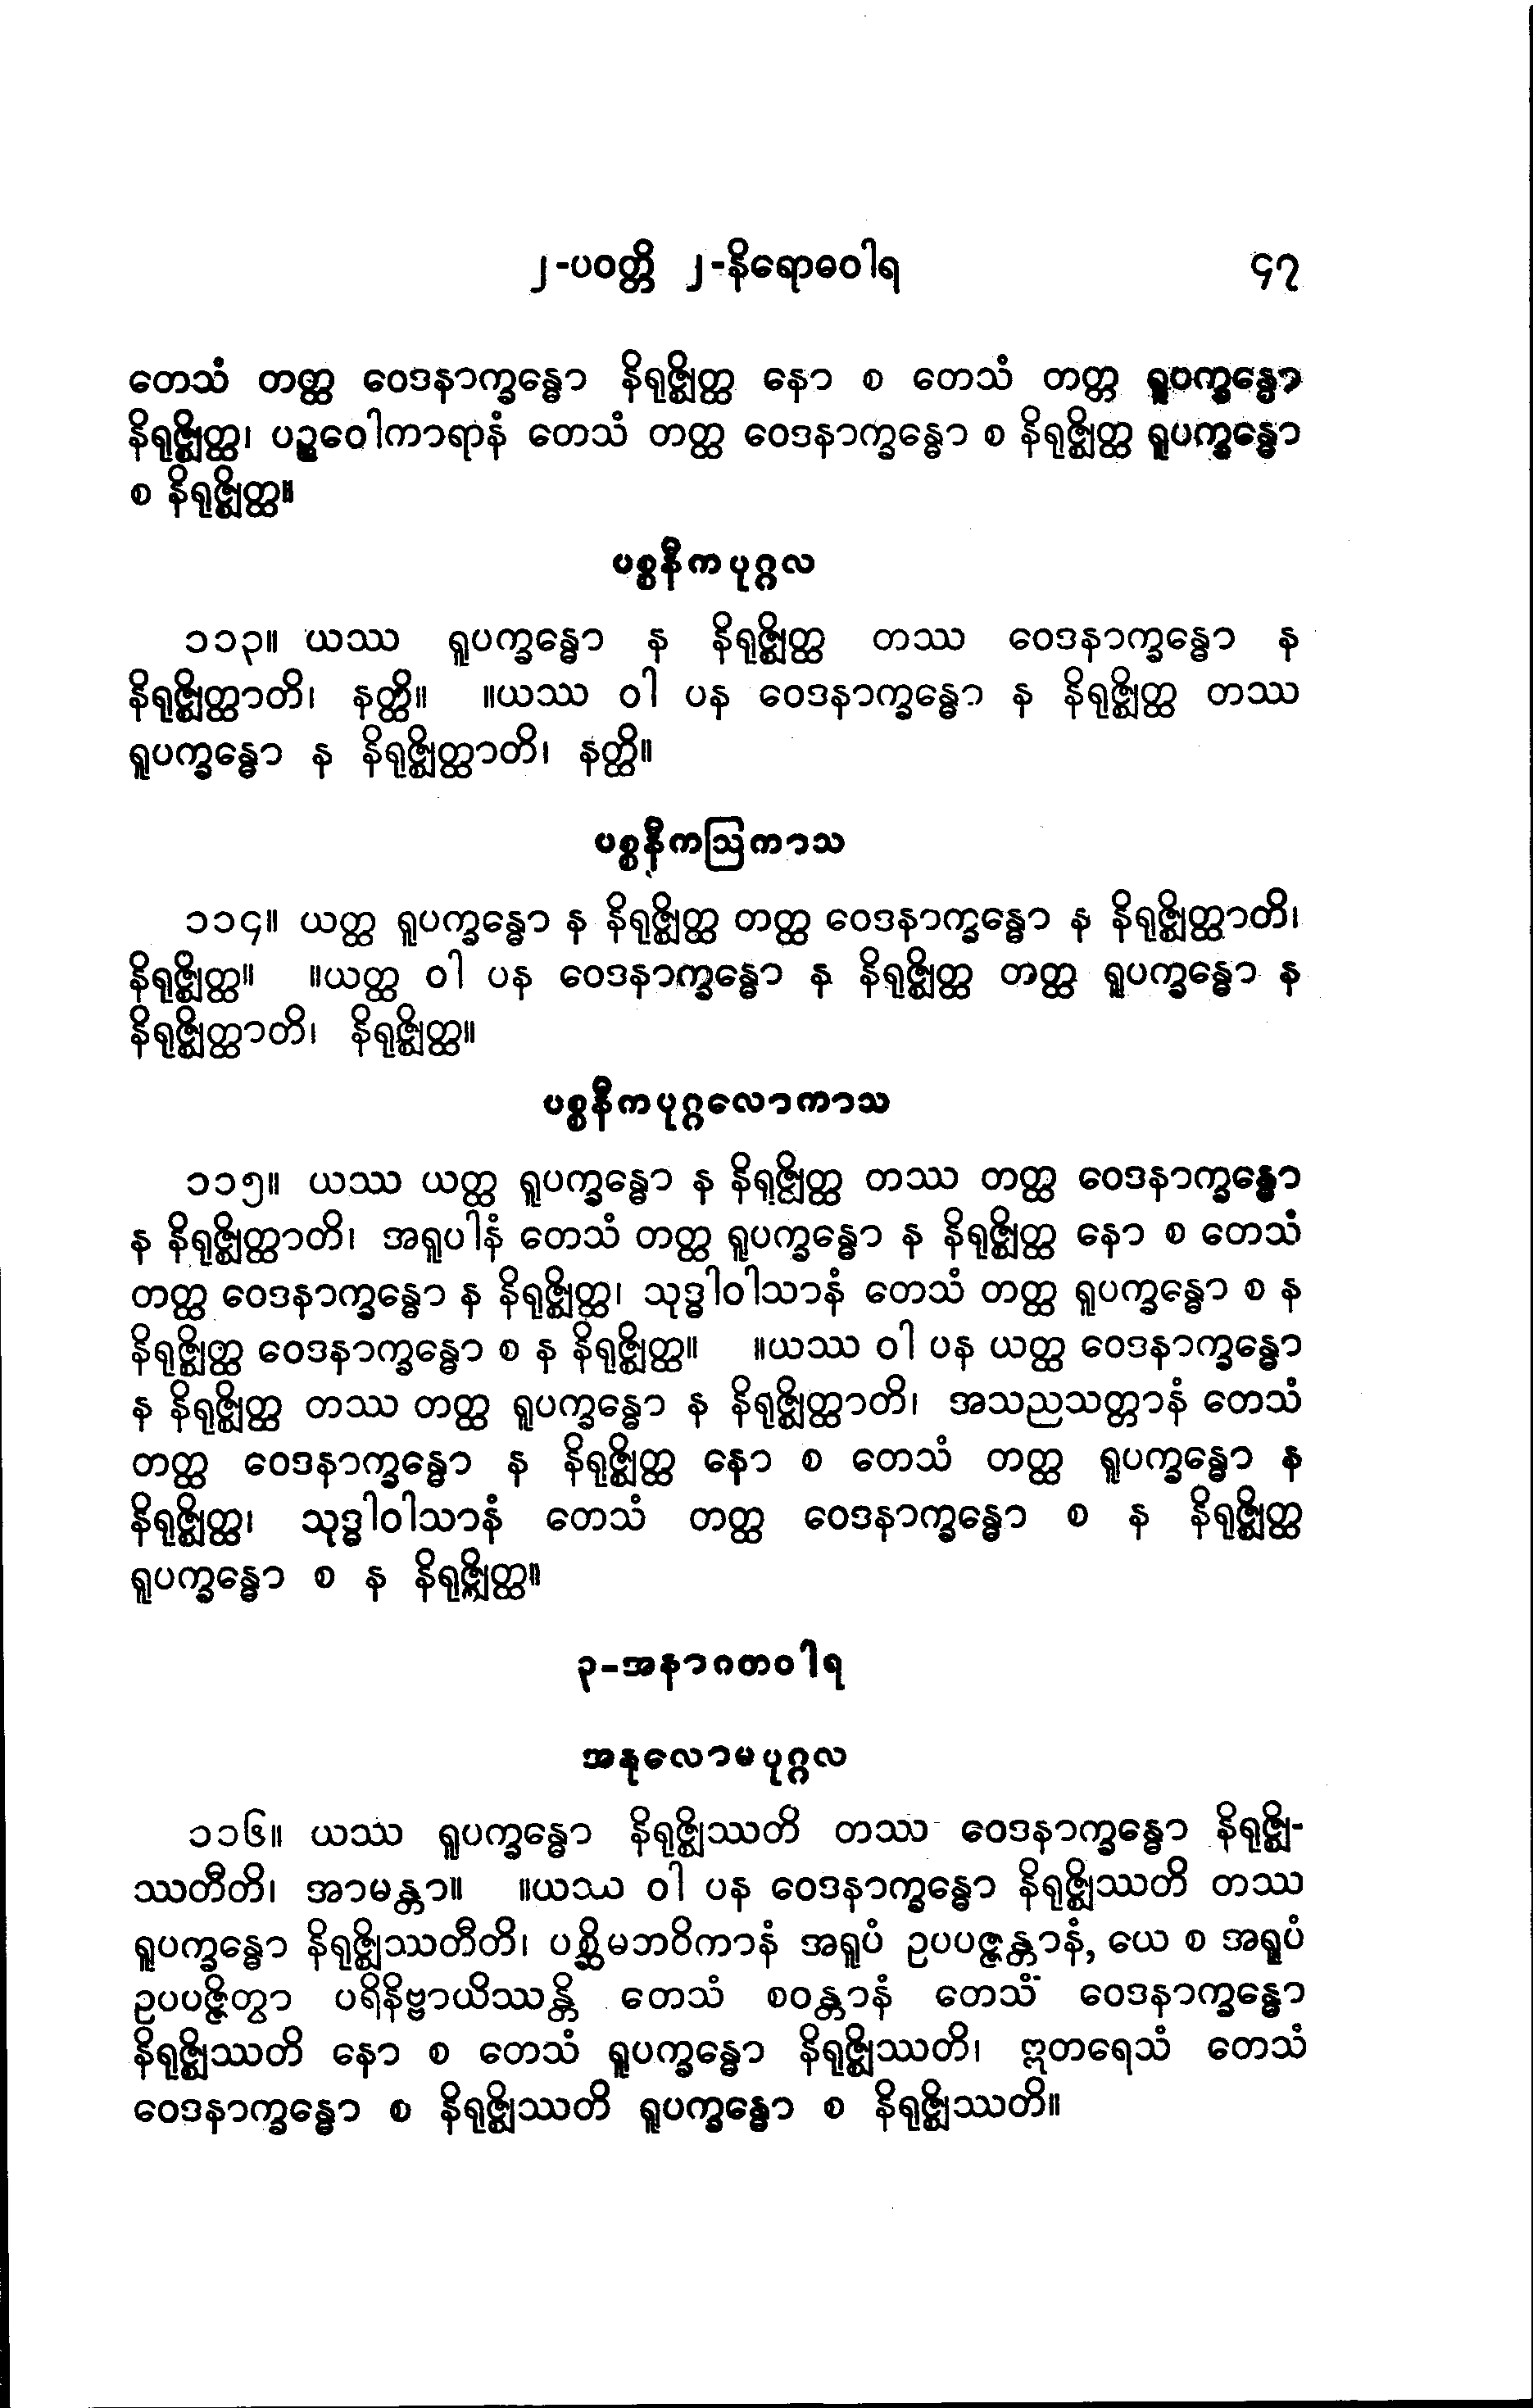 ၂-ပဝတ္တိ ၂-နိရောဓဝါရ ၄၇
တေသံ တတ္ထ ဝေဒနာက္ခန္ဓော နိရုဇ္ဈိတ္ထ နော စ တေသံ တတ္ထ ရူပက္ခန္ဓော
နိရုဇ္ဈိတ္ထ၊ ပဉ္စဝေါကာရာနံ တေသံ တတ္ထ ဝေဒနာက္ခန္ဓော စ နိရုဇ္ဈိတ္ထ ရူပက္ခန္ဓော
စ နိရုဇ္ဈိတ္ထ။
ပစ္စနီကပုဂ္ဂလ
၁၁၃။ ယဿ ရူပက္ခန္ဓော န နိရုဇ္ဈိတ္ထ တဿ ဝေဒနာက္ခန္ဓော န
နိရုဇ္ဈိတ္ထာတိ၊ နတ္ထိ။ ။ယဿ ဝါ ပန ဝေဒနာက္ခန္ဓော န နိရုဇ္ဈိတ္ထ တဿ
ရူပက္ခန္ဓော န နိရုဇ္ဈိတ္ထာတိ၊ နတ္ထိ။
ပစ္စနီကဩကာသ
၁၁၄။ ယတ္ထ ရူပက္ခန္ဓော န နိရုဇ္ဈိတ္ထ တတ္ထ ဝေဒနာက္ခန္ဓော န နိရုဇ္ဈိတ္ထာတိ၊
နိရုဇ္ဈိတ္ထ။ ။ယတ္ထ ဝါ ပန ဝေဒနာက္ခန္ဓော န နိရုဇ္ဈိတ္ထ တတ္ထ ရူပက္ခန္ဓော န
နိရုဇ္ဈိတ္ထာတိ၊ နိရုဇ္ဈိတ္ထ။
ပစ္စနီကပုဂ္ဂလောကာသ
၁၁၅။ ယဿ ယတ္ထ ရူပက္ခန္ဓော န နိရုဇ္ဈိတ္ထ တဿ တတ္ထ ဝေဒနာက္ခန္ဓော
န နိရုဇ္ဈိတ္ထာတိ၊ အရူပါနံ တေသံ တတ္ထ ရူပက္ခန္ဓော န နိရုဇ္ဈိတ္ထ နော စ တေသံ
တတ္ထ ဝေဒနာက္ခန္ဓော န နိရုဇ္ဈိတ္ထ၊ သုဒ္ဓါဝါသာနံ တေသံ တတ္ထ ရူပက္ခန္ဓော စ န
နိရုဇ္ဈိတ္ထ ဝေဒနာက္ခန္ဓော စ န နိရုဇ္ဈိတ္ထ။ ။ယဿ ဝါ ပန ယတ္ထ ဝေဒနာက္ခန္ဓော
န နိရုဇ္ဈိတ္ထ တဿ တတ္ထ ရူပက္ခန္ဓော န နိရုဇ္ဈိတ္ထာတိ၊ အသညသတ္တာနံ တေသံ
တတ္ထ ဝေဒနာက္ခန္ဓော န နိရုဇ္ဈိတ္ထ နော စ တေသံ တတ္ထ ရူပက္ခန္ဓော န
နိရုဇ္ဈိတ္ထ၊ သုဒ္ဓါဝါသာနံ တေသံ တတ္ထ ဝေဒနာက္ခန္ဓော စ န နိရုဇ္ဈိတ္ထ
ရူပက္ခန္ဓော စ န နိရုဇ္ဈိတ္ထ။
၃-အနာဂတဝါရ
အနုလောမပုဂ္ဂလ
၁၁၆။ ယဿ ရူပက္ခန္ဓော နိရုဇ္ဈိဿတိ တဿ ဝေဒနာက္ခန္ဓော နိရုဇ္ဈိ-
ဿတီတိ၊ အာမန္တာ။ ။ယဿ ဝါ ပန ဝေဒနာက္ခန္ဓော နိရုဇ္ဈိဿတိ တဿ
ရူပက္ခန္ဓော နိရုဇ္ဈိဿတီတိ၊ ပစ္ဆိမဘဝိကာနံ အရူပံ ဥပပဇ္ဇန္တာနံ, ယေ စ အရူပံ
ဥပပဇ္ဇိတွာ ပရိနိဗ္ဗာယိဿန္တိ တေသံ စဝန္တာနံ တေသံ ဝေဒနာက္ခန္ဓော
နိရုဇ္ဈိဿတိ နော စ တေသံ ရူပက္ခန္ဓော နိရုဇ္ဈိဿတိ၊ ဣတရေသံ တေသံ
ဝေဒနာက္ခန္ဓော စ နိရုဇ္ဈိဿတိ ရူပက္ခန္ဓော စ နိရုဇ္ဈိဿတိ။